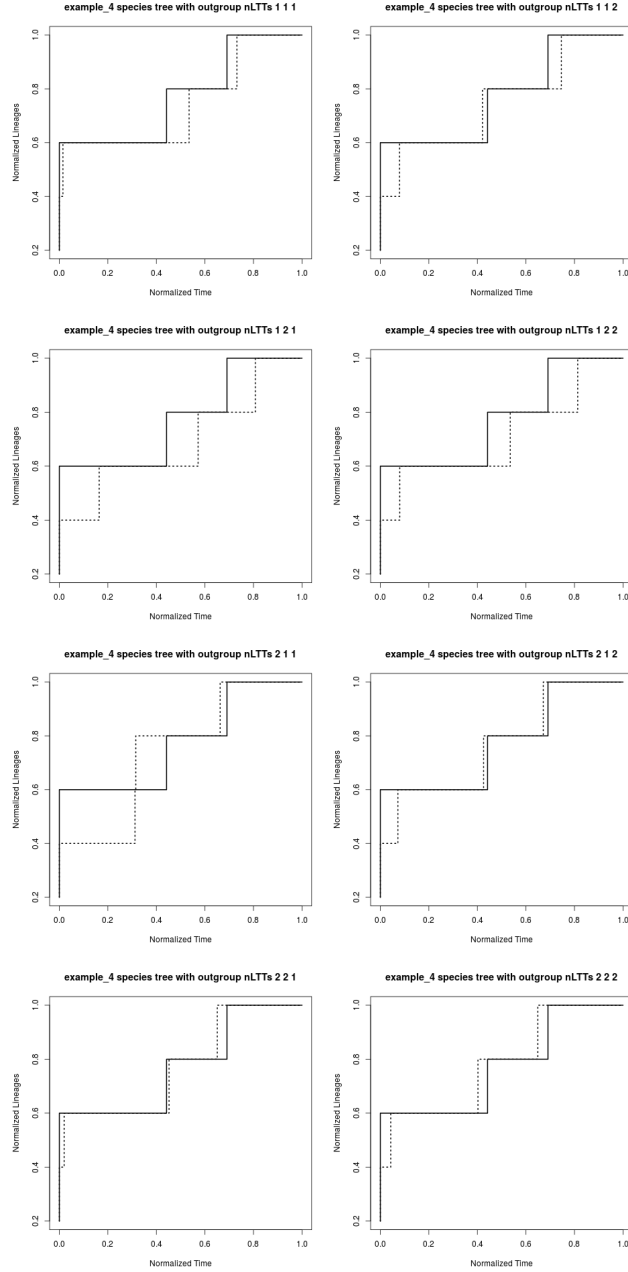 example_4 species tree with outgroup nLTTs 1 1 1
Normalized Lineages
1.0
0.8
0.6
0.4
0.2
0.0 0.2 0.4 0.6 0.8 1.0
Normalized Time
example_4 species tree with outgroup nLTTs 1 1 2
Normalized Lineages
1.0
0.8
0.6
0.4
0.2
0.0 0.2 0.4 0.6 0.8 1.0
Normalized Time
example_4 species tree with outgroup nLTTs 1 2 1
Normalized Lineages
1.0
0.8
0.6
0.4
0.2
0.0 0.2 0.4 0.6 0.8 1.0
Normalized Time
example_4 species tree with outgroup nLTTs 1 2 2
Normalized Lineages
1.0
0.8
0.6
0.4
0.2
0.0 0.2 0.4 0.6 0.8 1.0
Normalized Time
example_4 species tree with outgroup nLTTs 2 1 1
Normalized Lineages
1.0
0.8
0.6
0.4
0.2
0.0 0.2 0.4 0.6 0.8 1.0
Normalized Time
example_4 species tree with outgroup nLTTs 2 1 2
Normalized Lineages
1.0
0.8
0.6
0.4
0.2
0.0 0.2 0.4 0.6 0.8 1.0
Normalized Time
example_4 species tree with outgroup nLTTs 2 2 1
Normalized Lineages
1.0
0.8
0.6
0.4
0.2
0.0 0.2 0.4 0.6 0.8 1.0
Normalized Time
example_4 species tree with outgroup nLTTs 2 2 2
Normalized Lineages
1.0
0.8
0.6
0.4
0.2
0.0 0.2 0.4 0.6 0.8 1.0
Normalized Time